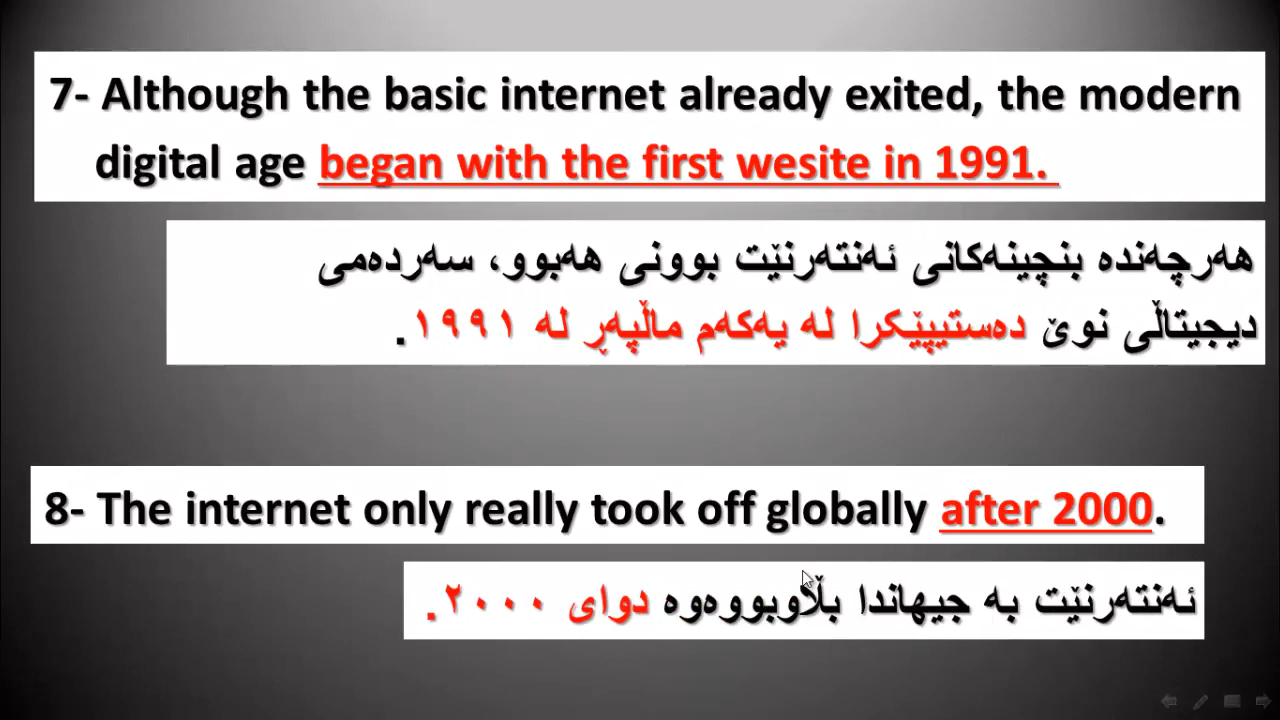 7- Although the basic internet already exited, the modern
digital age began with the first wesite in 1991.
هەرچەندە بنچینەکانی ئەنتەرنێت بوونی هەبوو، سەردەمی
دیجیتاڵی نوێ دەستیپێکرا لە یەکەم ماڵپەڕ لە ١٩٩١.
8- The internet only really took off globally after 2000.
ئەنتەرنێت بە جیهاندا بڵاوبووەوە دوای ٢٠٠٠.